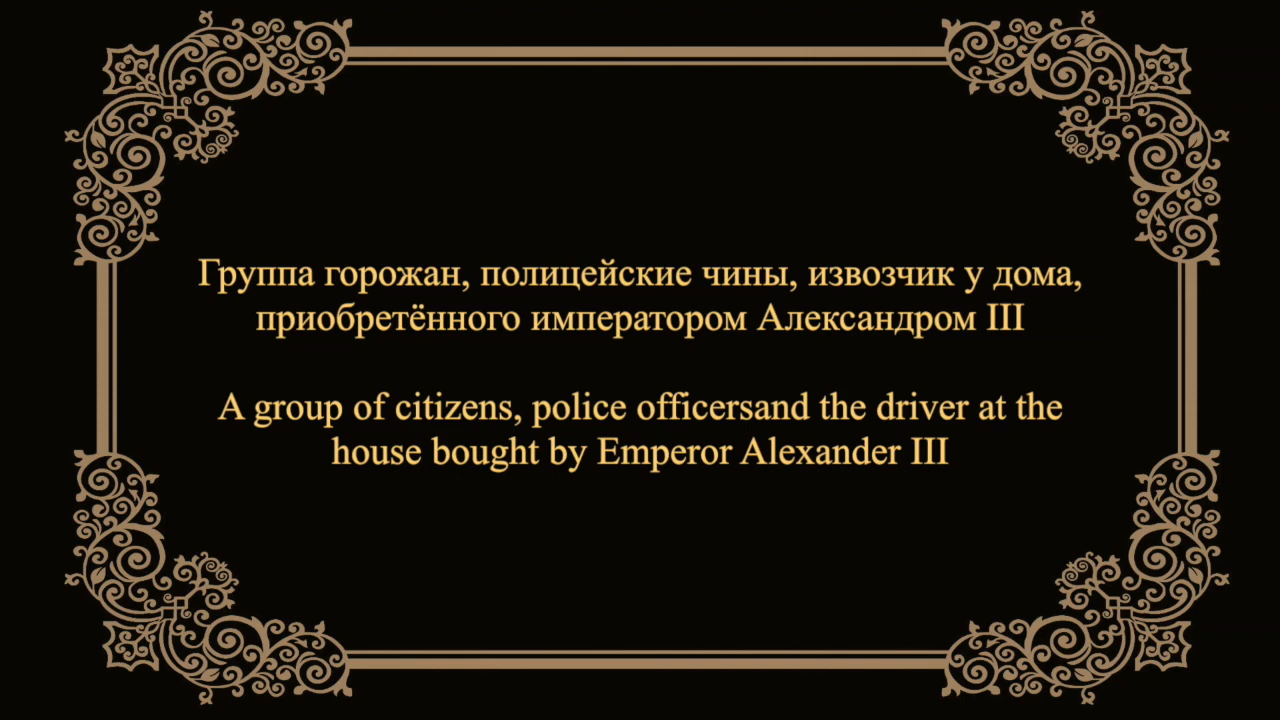 Группа горожан, полицейские чины, извозчик у дома,
приобретённого императором Александром III
A group of citizens, police officersand the driver at the
house bought by Emperor Alexander III